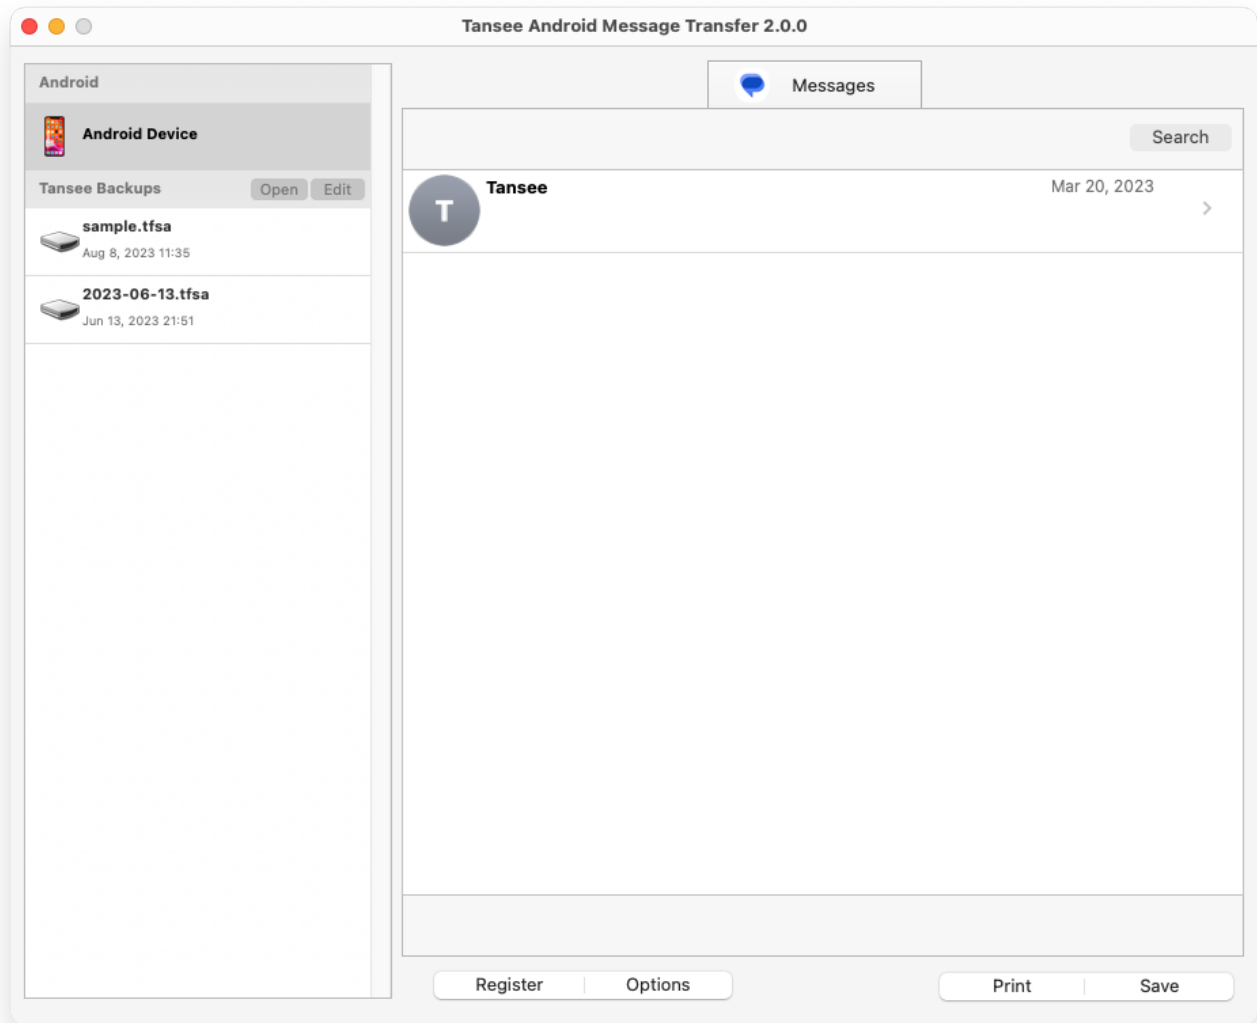 Tansee Android Message Transfer 2.0.0
Android
Android Device
Tansee Backups Open Edit
sample.tfsa
Aug 8, 2023 11:35
2023-06-13.tfsa
Jun 13, 2023 21:51
Messages
Search
T Tansee Mar 20, 2023
Register Options Print Save